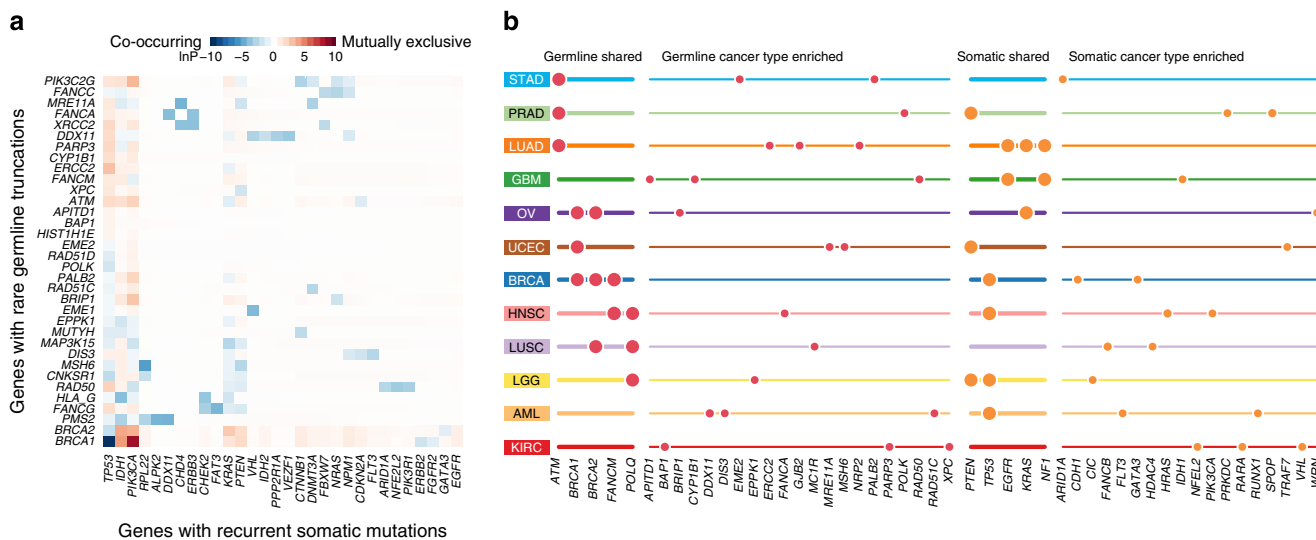 a
Co-occurring
Mutually exclusive
lnP −10 −5 0 5 10
Genes with rare germline truncations
PIK3C2G
FANCC
MRE11A
FANCA
XRCC2
DDX11
PARP3
CYP1B1
ERCC2
FANCM
XPC
ATM
APITD1
BAP1
HIST1H1E
EME2
RAD51D
POLK
PALB2
RAD51C
BRIP1
EME1
EPPK1
MUTYH
MAP3K15
DIS3
MSH6
CNKSR1
RAD50
HLA_G
FANCG
PMS2
BRCA2
BRCA1
TP53
IDH1
PIK3CA
RPL22
ALPK2
DDX11
CHD4
ERBB3
CHEK2
FAT3
KRAS
PTEN
VHL
IDH2
PPP2R1A
VEZF1
CTNNB1
DNMT3A
FBXW7
NRAS
NPM1
CDKN2A
FLT3
ARID1A
NFE2L2
PIK3R1
ERBB2
FGFR2
GATA3
EGFR
Genes with recurrent somatic mutations
b
Germline shared
Germline cancer type enriched
Somatic shared
Somatic cancer type enriched
STAD
PRAD
LUAD
GBM
OV
UCEC
BRCA
HNSC
LUSC
LGG
AML
KIRC
ATM
BRCA1
BRCA2
FANCM
POLQ
APITD1
BAP1
BRIP1
CYP1B1
DDX11
DIS3
EME2
EPPK1
ERCC2
FANCA
GJB2
MC1R
MRE11A
MSH6
NRP2
PALB2
PARP3
POLK
RAD50
RAD51C
XPC
PTEN
TP53
EGFR
KRAS
NF1
ARID1A
CDH1
CIC
FANCB
FLT3
GATA3
HDAC4
HRAS
IDH1
NFEL2
PIK3CA
PRKDC
RARA
RUNX1
SPOP
TRAF7
VHL